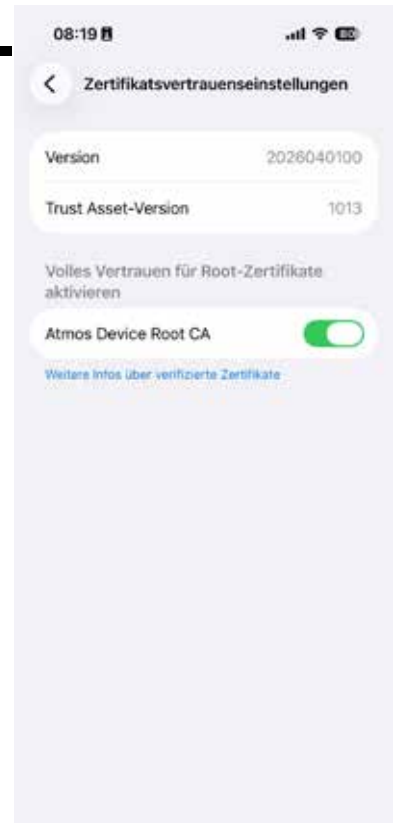 08:19
Zertifikatsvertrauenseinstellungen
Version 2026040100
Trust Asset-Version 1013
Volles Vertrauen für Root-Zertifikate
aktivieren
Atmos Device Root CA
Weitere Infos über verifizierte Zertifikate